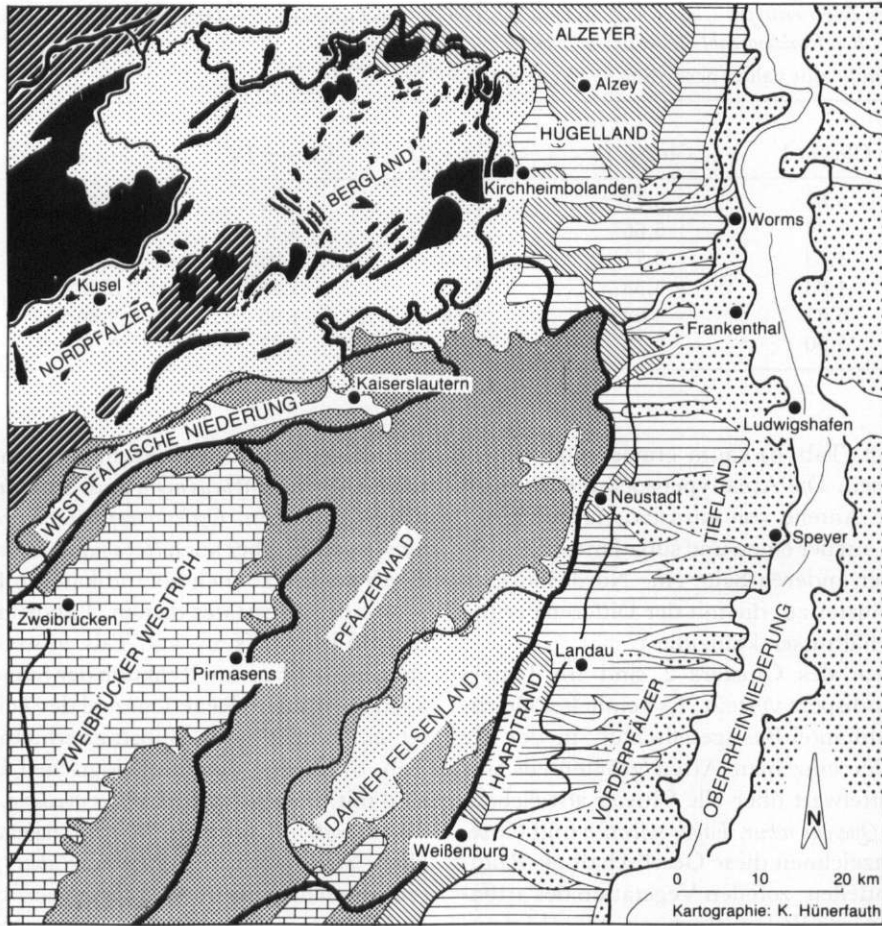 ALZEYER
Alzey
HÜGELLAND
BERGLAND
Kirchheimbolanden
Worms
Kusel
NORDPFÄLZER
Frankenthal
Kaiserslautern
Ludwigshafen
WESTPFÄLZISCHE NIEDERUNG
Neustadt
TIEFLAND
Speyer
PFÄLZERWALD
Zweibrücken
ZWEIBRÜCKER WESTRICH
Landau
Pirmasens
DAHNER FELSENLAND
HAARDTRAND
VORDERPFÄLZER
OBERRHEINNIEDERUNG
N
Weißenburg
0 10 20 km
Kartographie: K. Hünerfauth